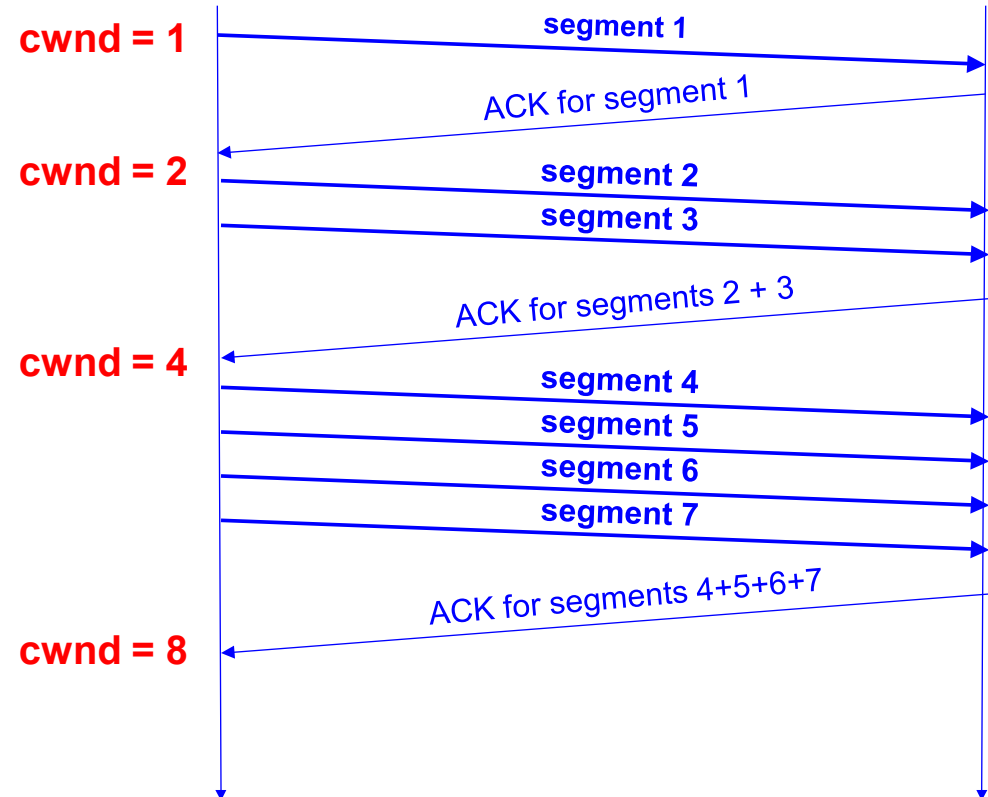 cwnd = 1
segment 1
ACK for segment 1
cwnd = 2
segment 2
segment 3
ACK for segments 2 + 3
cwnd = 4
segment 4
segment 5
segment 6
segment 7
ACK for segments 4+5+6+7
cwnd = 8